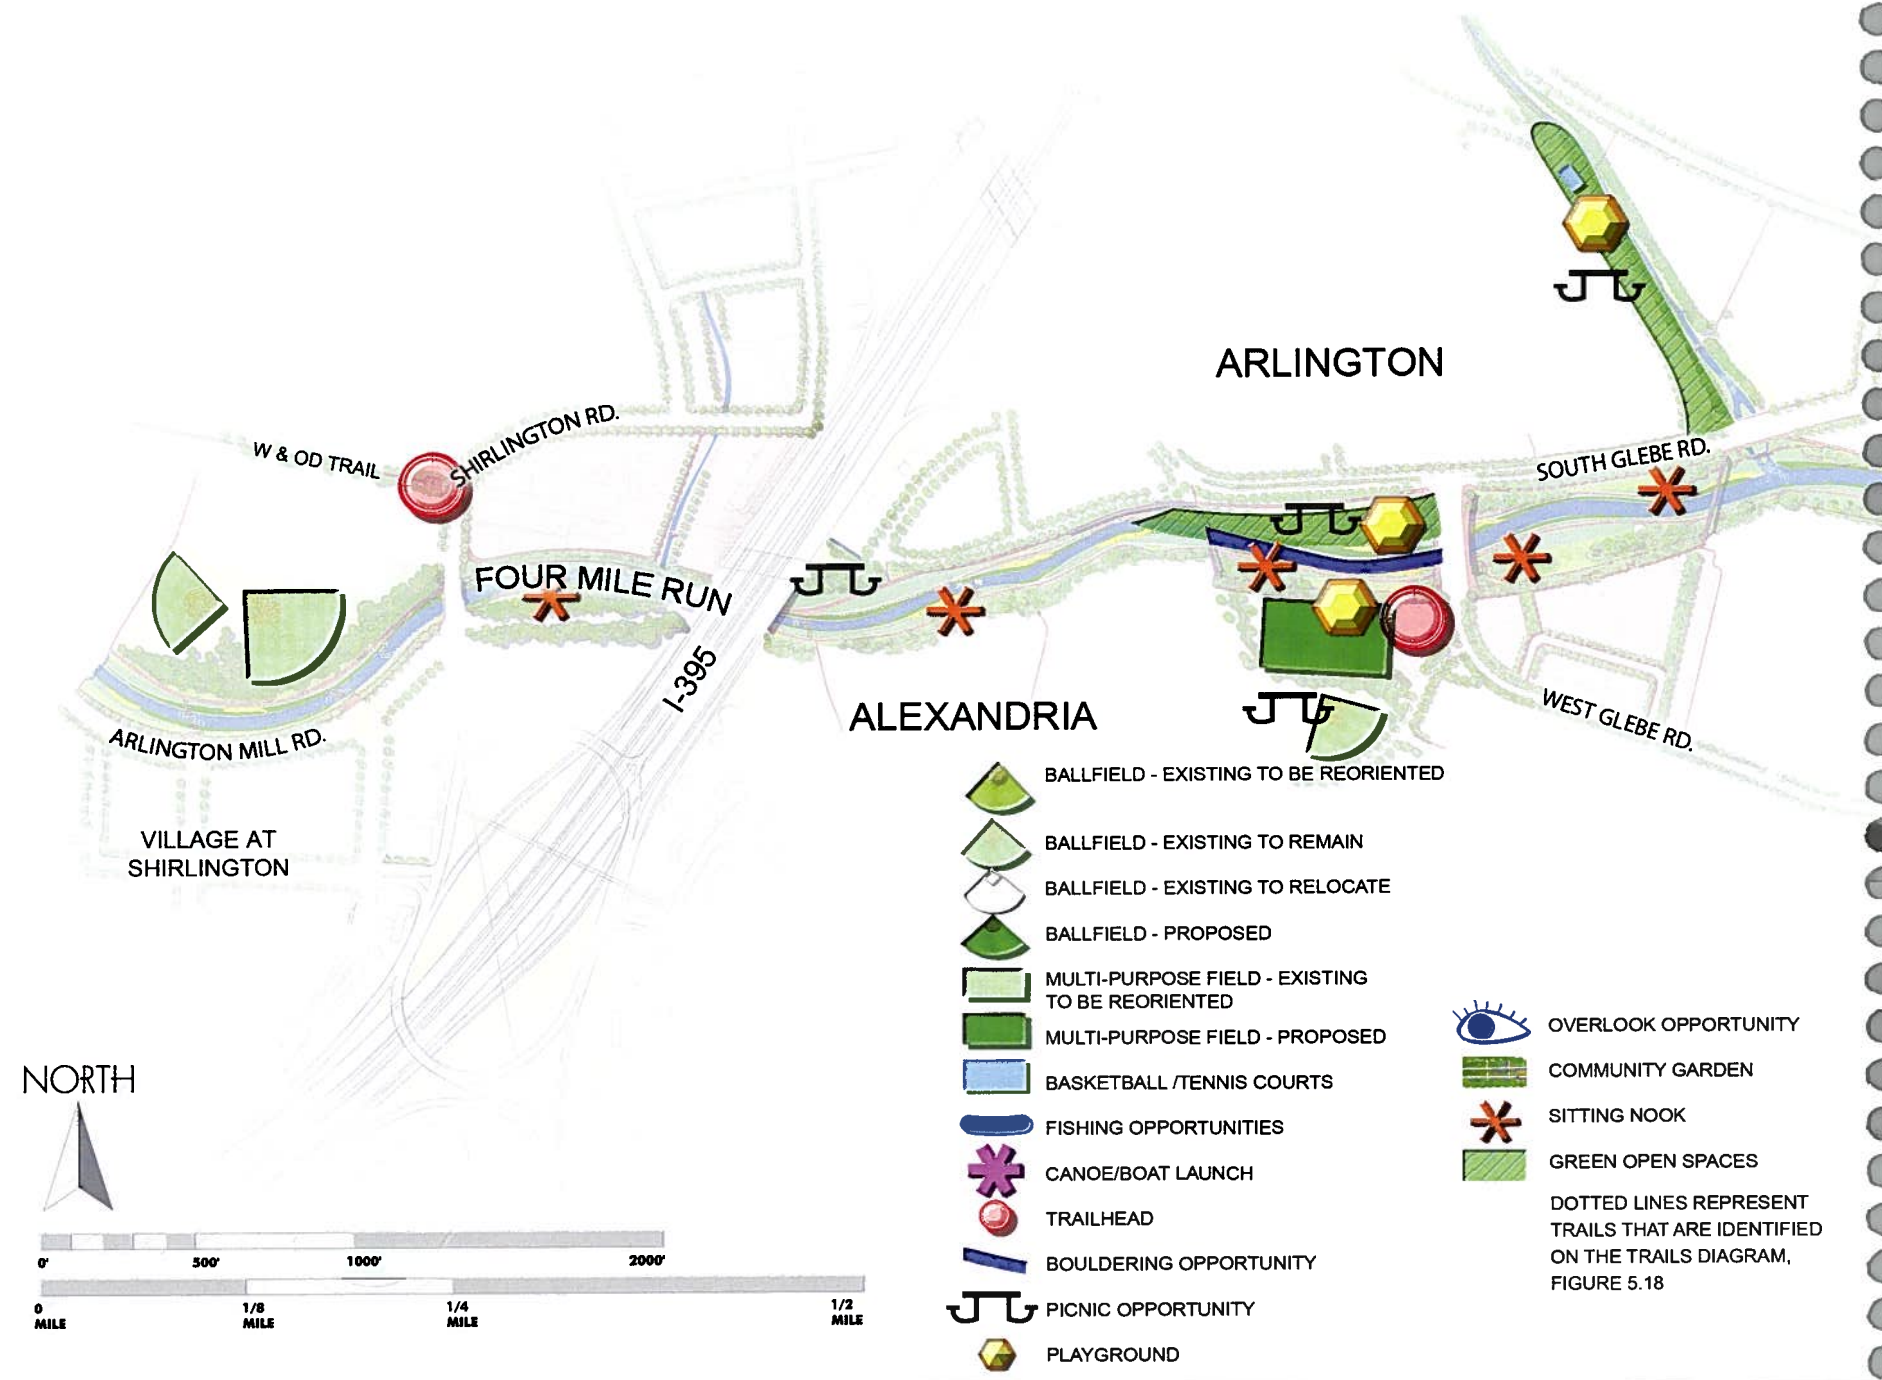 ARLINGTON
SHIRLINGTON RD.
W & OD TRAIL
SOUTH GLEBE RD.
FOUR MILE RUN
I-395
ALEXANDRIA
WEST GLEBE RD.
ARLINGTON MILL RD.
VILLAGE AT
SHIRLINGTON
BALLFIELD - EXISTING TO BE REORIENTED
BALLFIELD - EXISTING TO REMAIN
BALLFIELD - EXISTING TO RELOCATE
BALLFIELD - PROPOSED
MULTI-PURPOSE FIELD - EXISTING
TO BE REORIENTED
MULTI-PURPOSE FIELD - PROPOSED
BASKETBALL /TENNIS COURTS
FISHING OPPORTUNITIES
CANOE/BOAT LAUNCH
TRAILHEAD
BOULDERING OPPORTUNITY
PICNIC OPPORTUNITY
PLAYGROUND
OVERLOOK OPPORTUNITY
COMMUNITY GARDEN
SITTING NOOK
GREEN OPEN SPACES
DOTTED LINES REPRESENT
TRAILS THAT ARE IDENTIFIED
ON THE TRAILS DIAGRAM,
FIGURE 5.18
NORTH
0' 500' 1000' 2000'
0 1/8 1/4 1/2
MILE MILE MILE MILE